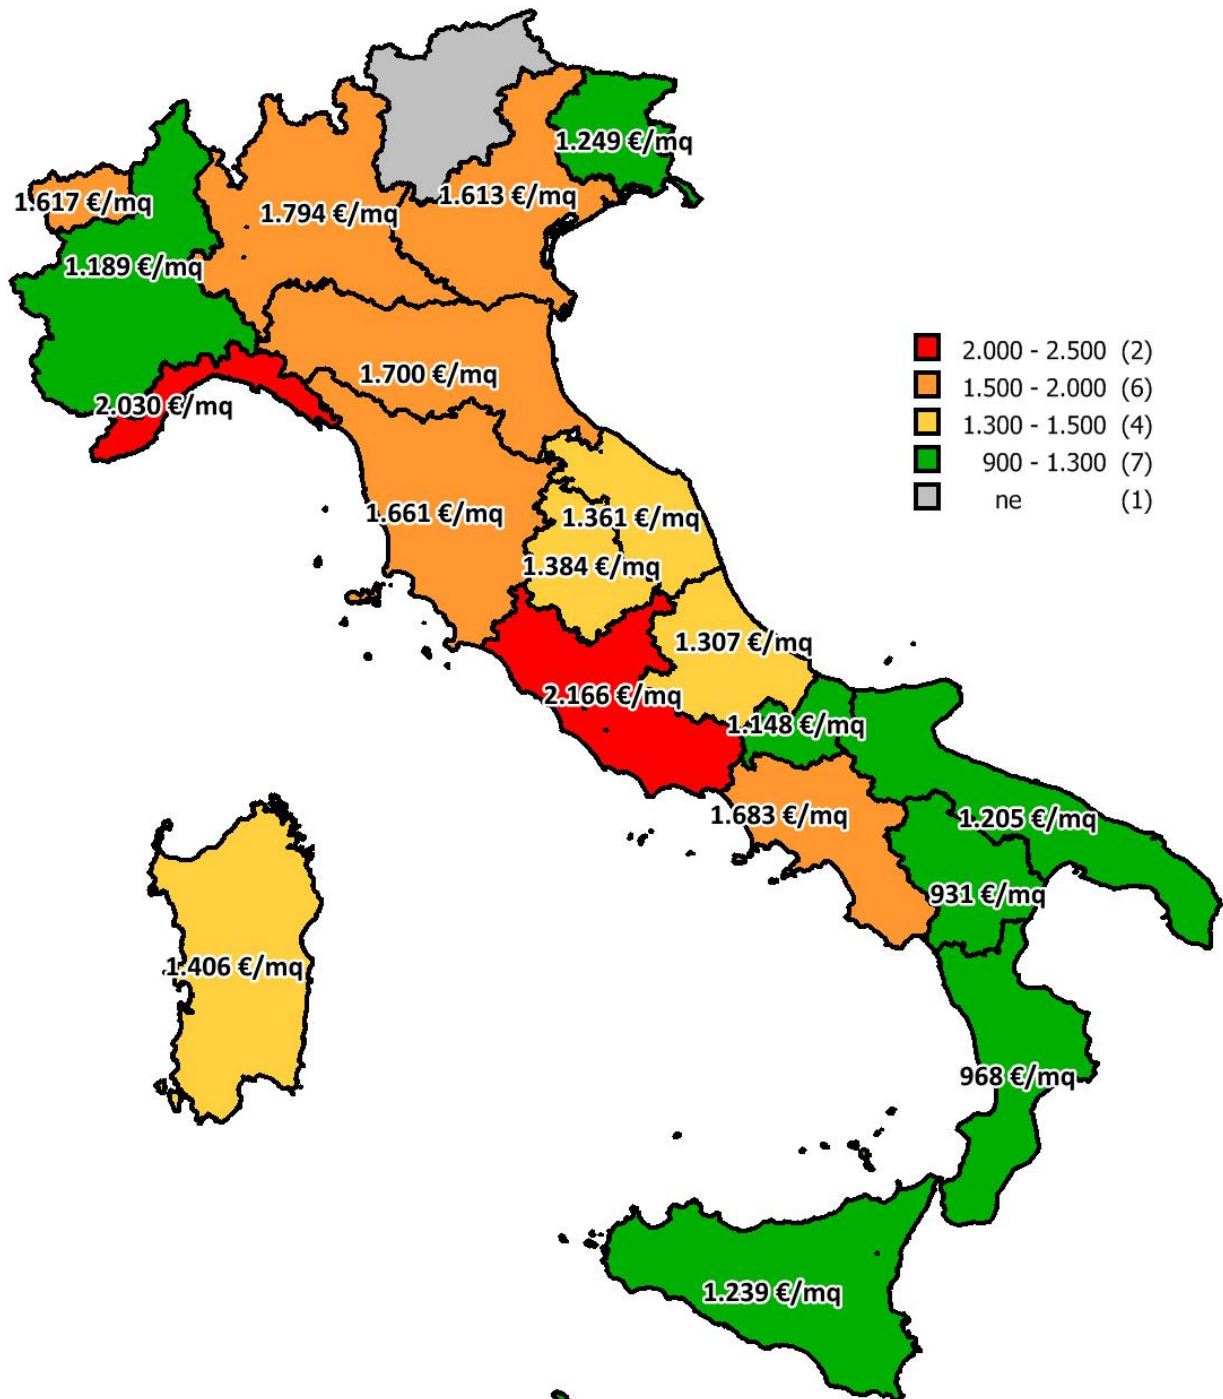 1.249 €/mq
1.617 €/mq
1.794 €/mq
1.613 €/mq
1.189 €/mq
2.000 - 2.500 (2)
1.500 - 2.000 (6)
1.300 - 1.500 (4)
900 - 1.300 (7)
ne (1)
1.700 €/mq
2.030 €/mq
1.661 €/mq
1.361 €/mq
1.384 €/mq
1.307 €/mq
2.166 €/mq
1.148 €/mq
1.683 €/mq
1.205 €/mq
931 €/mq
1.406 €/mq
968 €/mq
1.239 €/mq